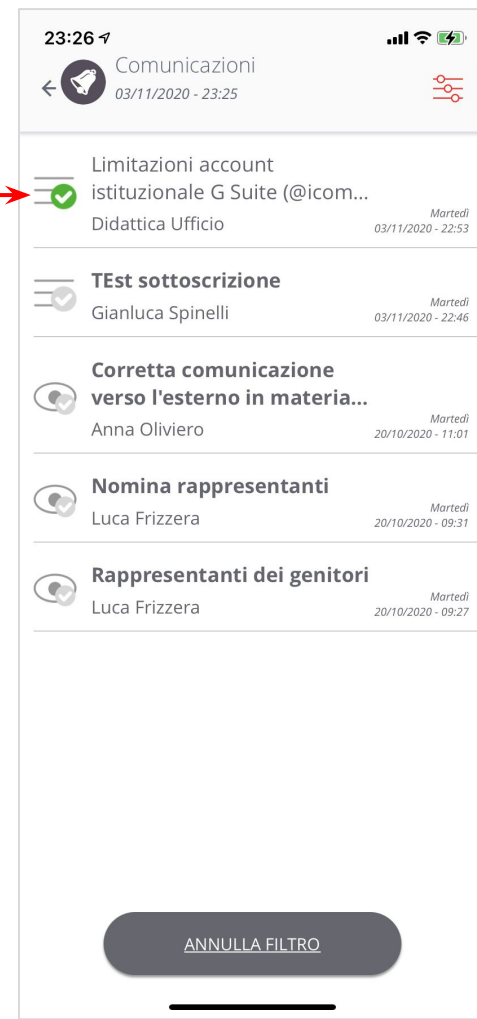 23:26
Comunicazioni
03/11/2020 - 23:25
Limitazioni account
istituzionale G Suite (@icom...
Didattica Ufficio
Martedì
03/11/2020 - 22:53
TEst sottoscrizione
Gianluca Spinelli
Martedì
03/11/2020 - 22:46
Corretta comunicazione
verso l'esterno in materia...
Anna Oliviero
Martedì
20/10/2020 - 11:01
Nomina rappresentanti
Luca Frizzera
Martedì
20/10/2020 - 09:31
Rappresentanti dei genitori
Luca Frizzera
Martedì
20/10/2020 - 09:27
ANNULLA FILTRO